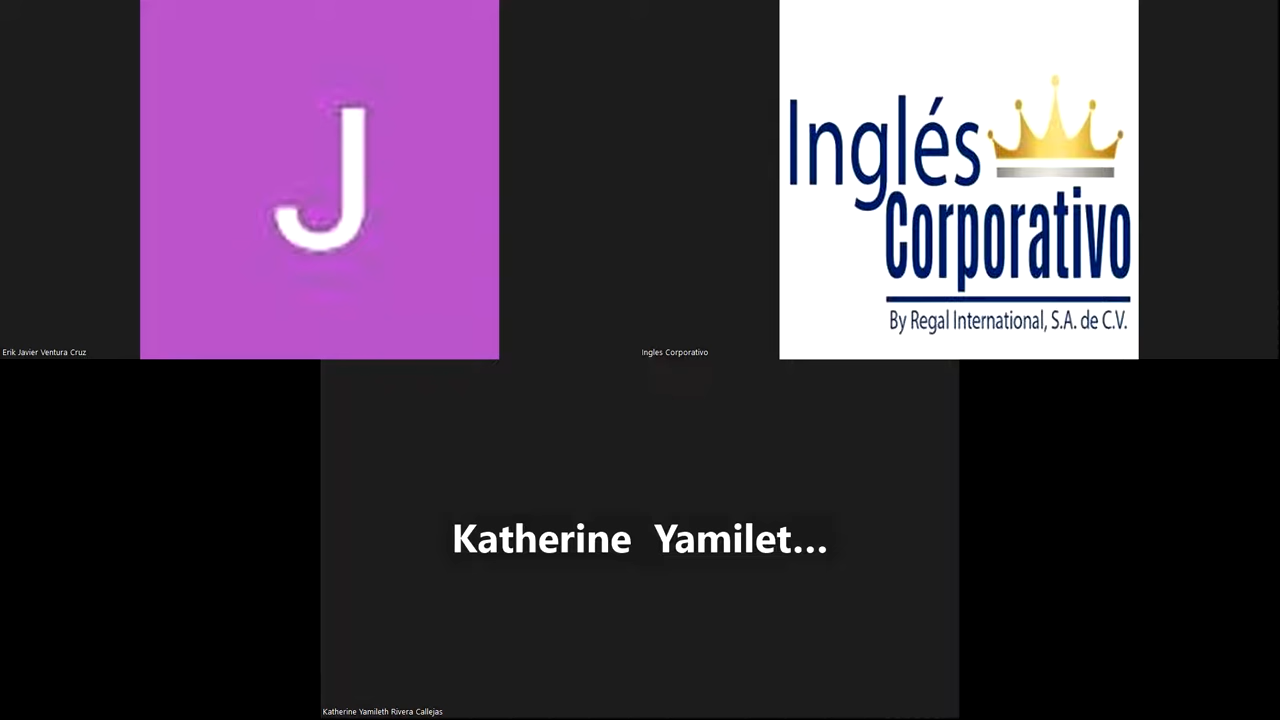 J
Inglés
Corporativo
By Regal International, S.A. de C.V.
Erik Javier Ventura Cruz
Ingles Corporativo
Katherine Yamilet...
Katherine Yamileth Rivera Callejas